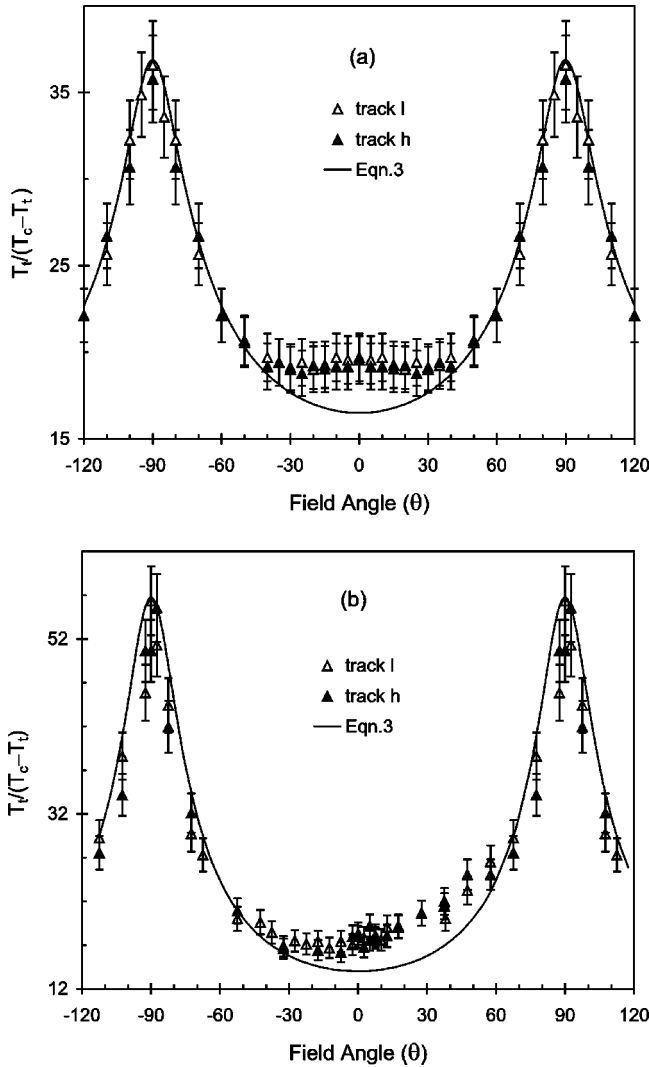 (a)
35
track l
track h
Eqn.3
25
15
Tt/(Tc−Tt)
-120 -90 -60 -30 0 30 60 90 120
Field Angle (θ)
(b)
52
track l
track h
Eqn.3
32
12
Tt/(Tc−Tt)
-120 -90 -60 -30 0 30 60 90 120
Field Angle (θ)